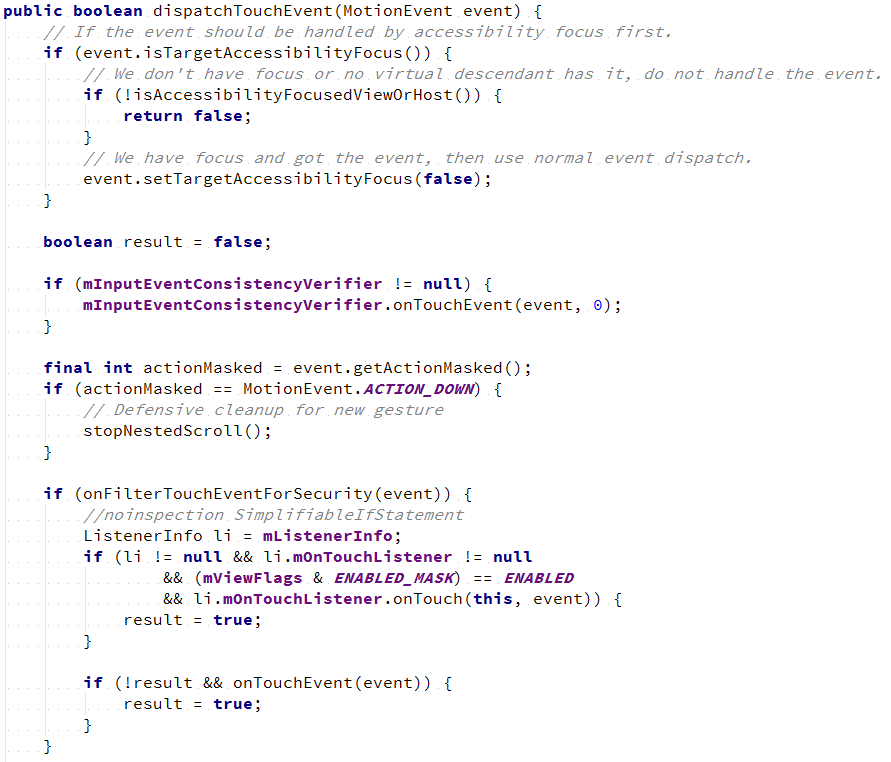 public boolean dispatchTouchEvent(MotionEvent event) {
    // If the event should be handled by accessibility focus first.
    if (event.isTargetAccessibilityFocus()) {
        // We don't have focus or no virtual descendant has it, do not handle the event.
        if (!isAccessibilityFocusedViewOrHost()) {
            return false;
        }
        // We have focus and got the event, then use normal event dispatch.
        event.setTargetAccessibilityFocus(false);
    }

    boolean result = false;

    if (mInputEventConsistencyVerifier != null) {
        mInputEventConsistencyVerifier.onTouchEvent(event, 0);
    }

    final int actionMasked = event.getActionMasked();
    if (actionMasked == MotionEvent.ACTION_DOWN) {
        // Defensive cleanup for new gesture
        stopNestedScroll();
    }

    if (onFilterTouchEventForSecurity(event)) {
        //noinspection SimplifiableIfStatement
        ListenerInfo li = mListenerInfo;
        if (li != null && li.mOnTouchListener != null
                && (mViewFlags & ENABLED_MASK) == ENABLED
                && li.mOnTouchListener.onTouch(this, event)) {
            result = true;
        }

        if (!result && onTouchEvent(event)) {
            result = true;
        }
    }